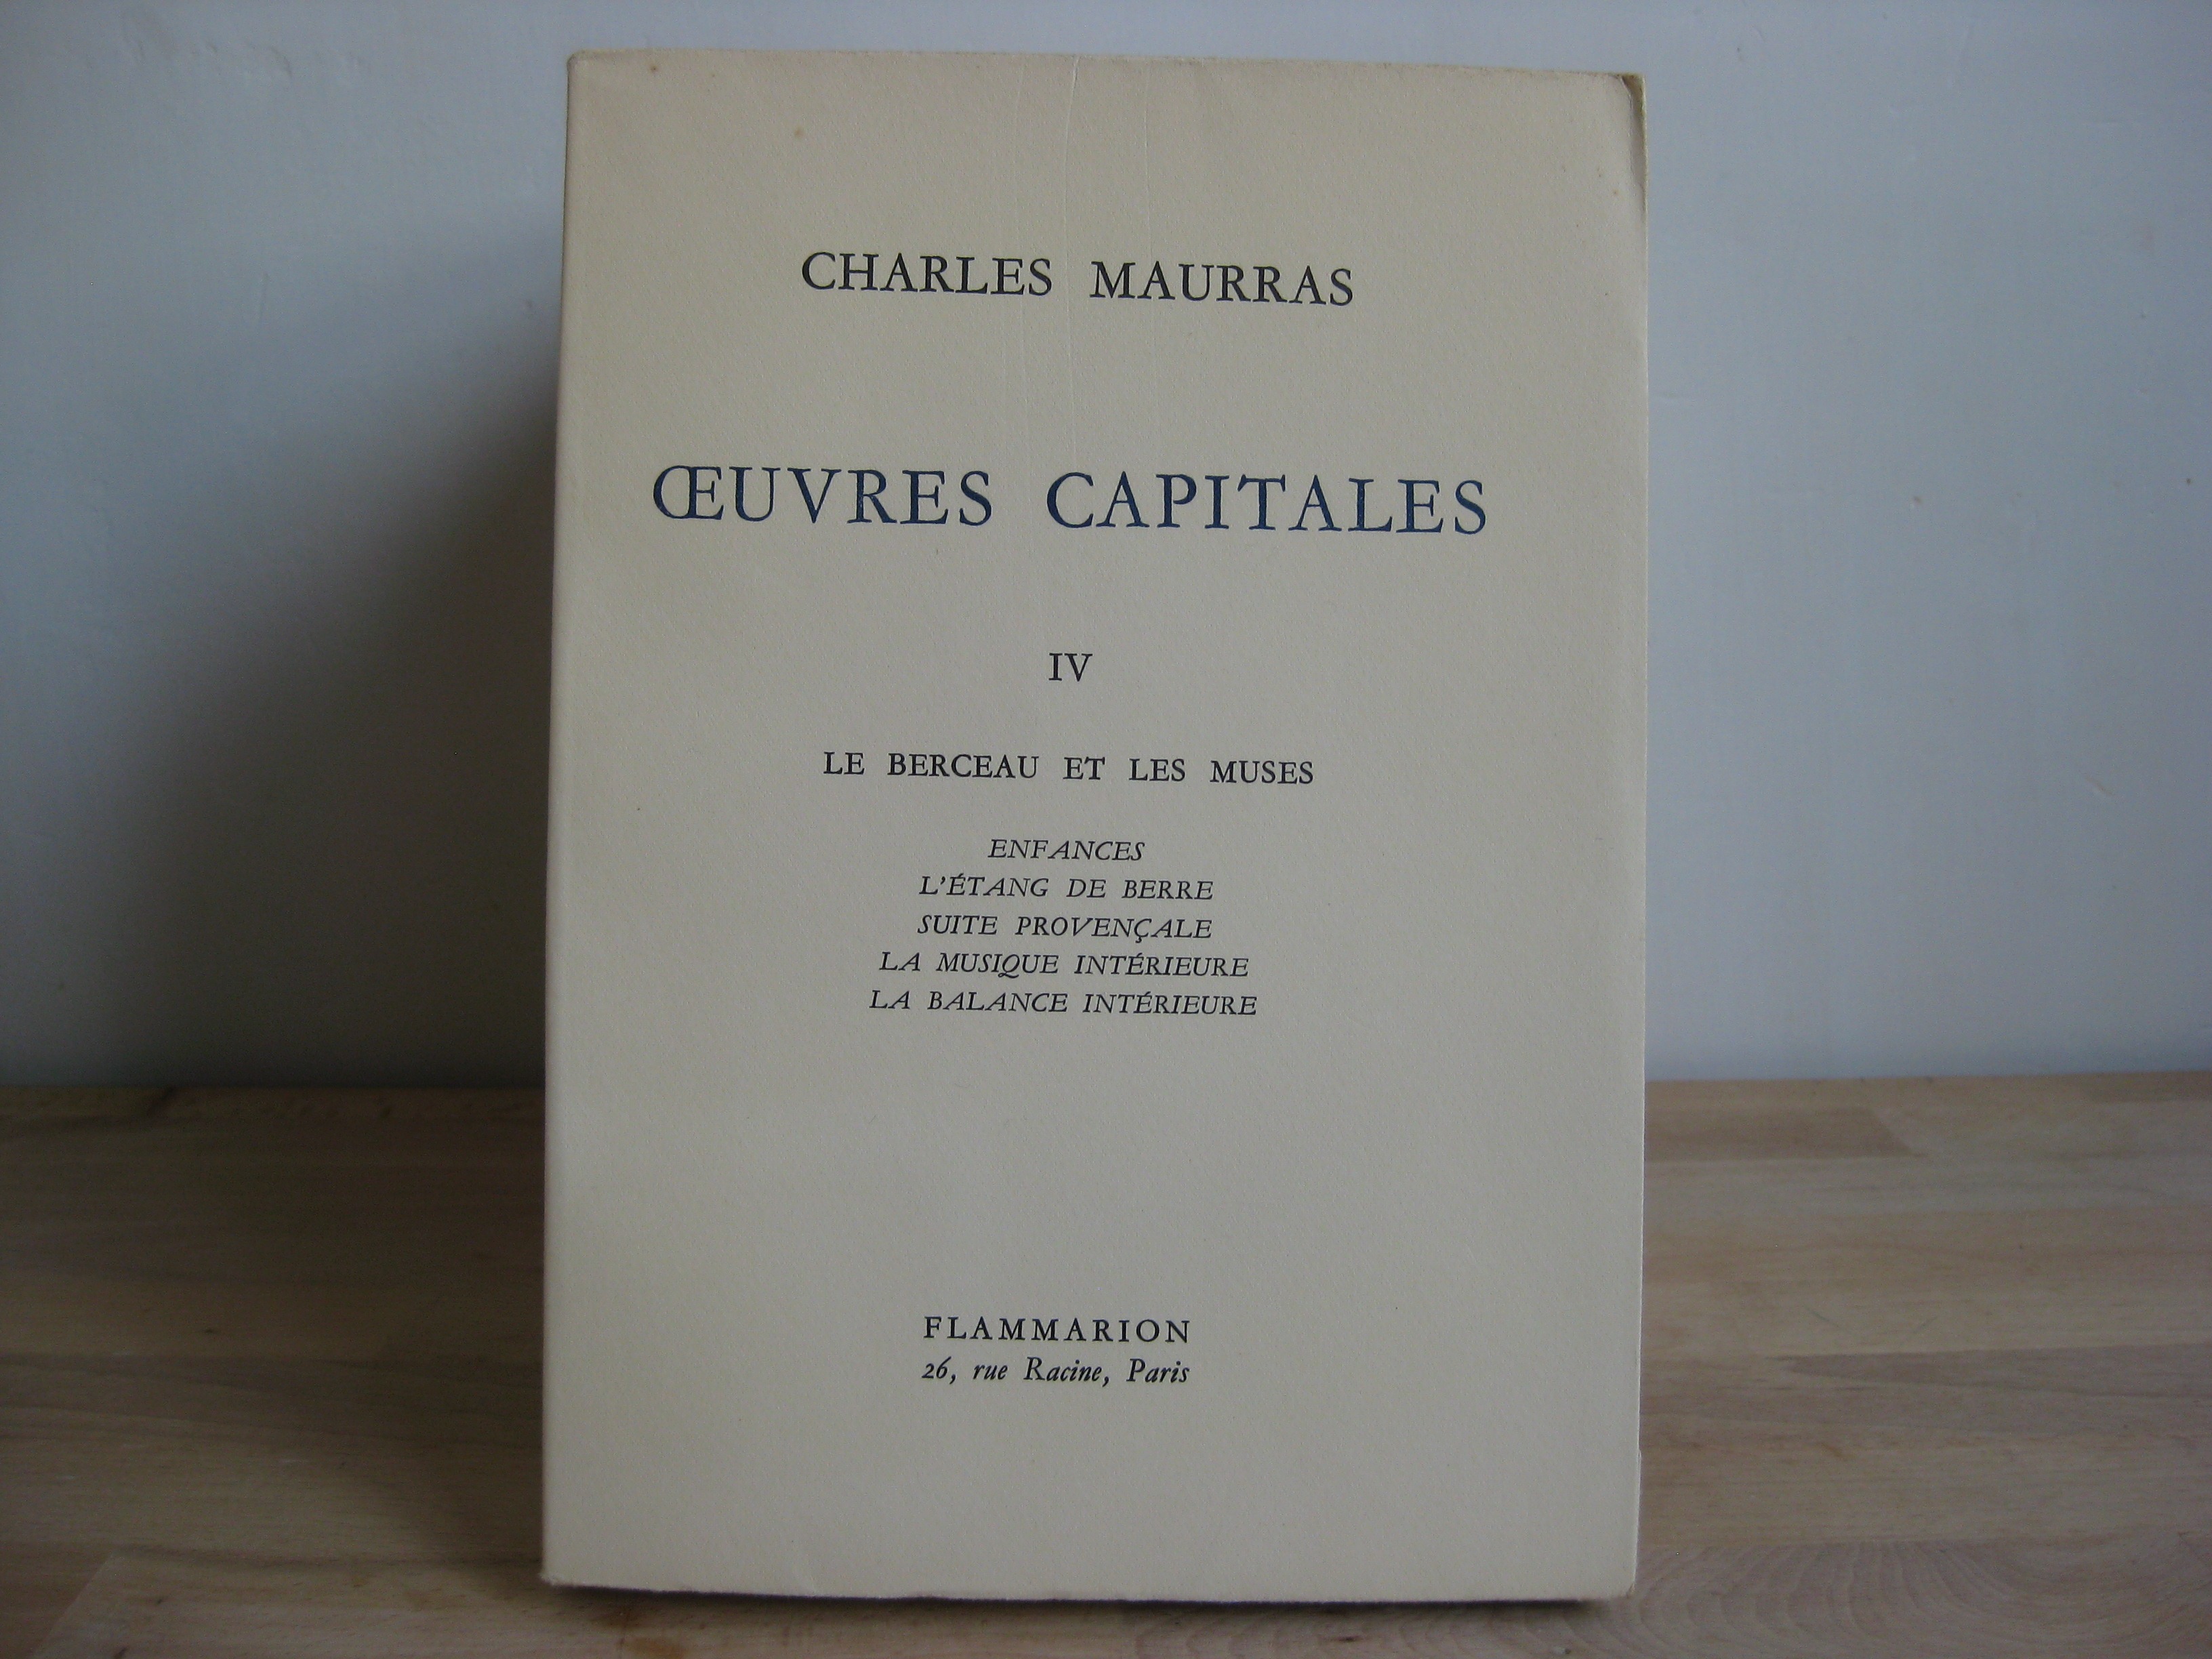 CHARLES MAURRAS
ŒUVRES CAPITALES
IV
LE BERCEAU ET LES MUSES
ENFANCES
L'ÉTANG DE BERRE
SUITE PROVENÇALE
LA MUSIQUE INTÉRIEURE
LA BALANCE INTÉRIEURE
FLAMMARION
26, rue Racine, Paris